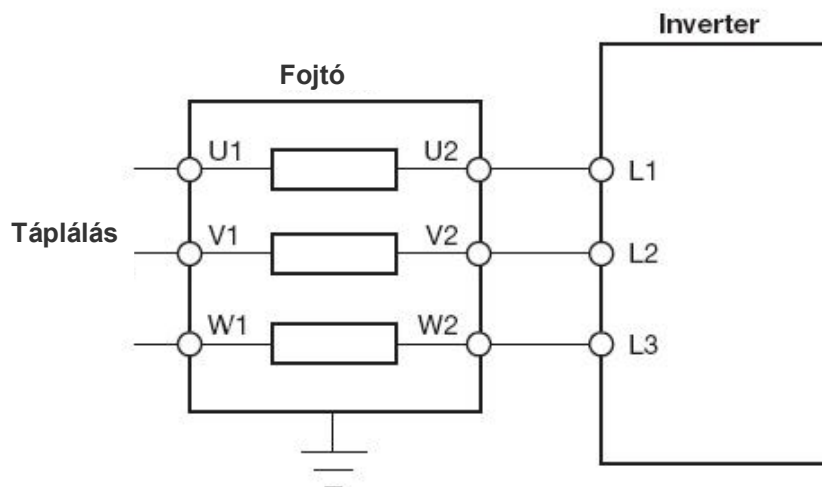 Inverter
Fojtó
U1 U2 L1
Táplálás
V1 V2 L2
W1 W2 L3